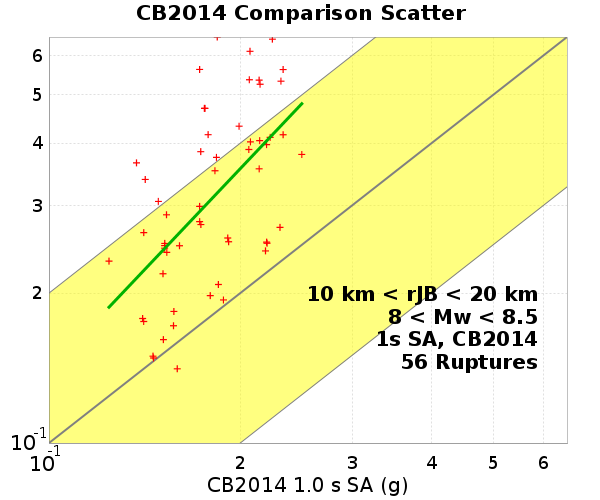 CB2014 Comparison Scatter
6
5
4
3
2
10-1
10 km < rJB < 20 km
8 < Mw < 8.5
1s SA, CB2014
56 Ruptures
10-1
2 3 4 5 6
CB2014 1.0 s SA (g)